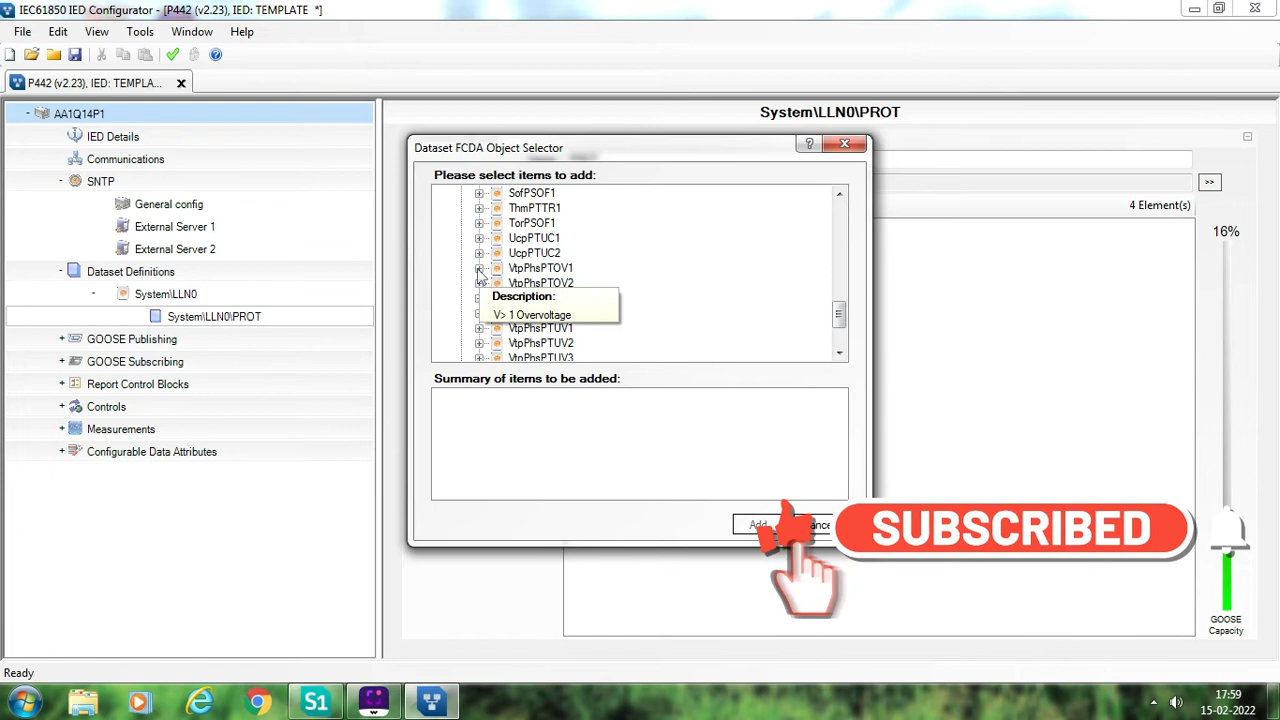 IEC61850 IED Configurator - [P442 (v2.23), IED: TEMPLATE *]
File Edit View Tools Window Help
P442 (v2.23), IED: TEMPLA...
AA1Q14P1
IED Details
Communications
SNTP
General config
External Server 1
External Server 2
Dataset Definitions
System\LLN0
System\LLN0\PROT
GOOSE Publishing
GOOSE Subscribing
Report Control Blocks
Controls
Measurements
Configurable Data Attributes
System\LLN0\PROT
>>
4 Element(s)
16%
GOOSE
Capacity
Dataset FCDA Object Selector
Please select items to add:
SofPSOF1
ThmPTTR1
TorPSOF1
UcpPTUC1
UcpPTUC2
VtpPhsPTOV1
VtpPhsPTOV2
Description:
V> 1 Overvoltage
VtpPhsPTUV1
VtpPhsPTUV2
VtpPhsPTUV3
Summary of items to be added:
Add
SUBSCRIBED
Ready
S1
17:59
15-02-2022